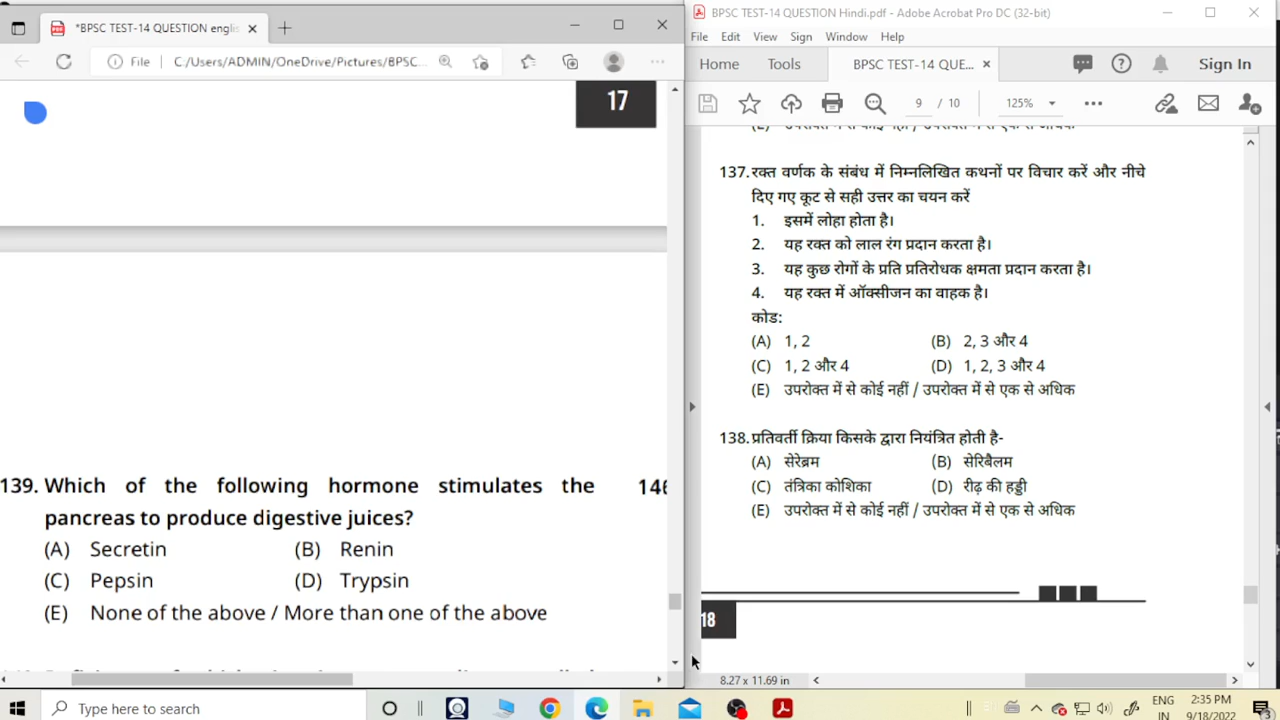 *BPSC TEST-14 QUESTION engli
File
C:/Users/ADMIN/OneDrive/Pictures/BPSC...
17
139. Which of the following hormone stimulates the
pancreas to produce digestive juices?
(A) Secretin (B) Renin
(C) Pepsin (D) Trypsin
(E) None of the above / More than one of the above
146
BPSC TEST-14 QUESTION Hindi.pdf - Adobe Acrobat Pro DC (32-bit)
File Edit View Sign Window Help
Home Tools BPSC TEST-14 QUE... Sign In
9 / 10 125%
137. रक्त वर्णक के संबंध में निम्नलिखित कथनों पर विचार करें और नीचे
दिए गए कूट से सही उत्तर का चयन करें
1. इसमें लोहा होता है।
2. यह रक्त को लाल रंग प्रदान करता है।
3. यह कुछ रोगों के प्रति प्रतिरोधक क्षमता प्रदान करता है।
4. यह रक्त में ऑक्सीजन का वाहक है।
कोड:
(A) 1, 2 (B) 2, 3 और 4
(C) 1, 2 और 4 (D) 1, 2, 3 और 4
(E) उपरोक्त में से कोई नहीं / उपरोक्त में से एक से अधिक
138. प्रतिवर्ती क्रिया किसके द्वारा नियंत्रित होती है-
(A) सेरेब्रम (B) सेरिबैलम
(C) तंत्रिका कोशिका (D) रीढ़ की हड्डी
(E) उपरोक्त में से कोई नहीं / उपरोक्त में से एक से अधिक
18
8.27 x 11.69 in
Type here to search
ENG
IN
2:35 PM
9/18/2022
3